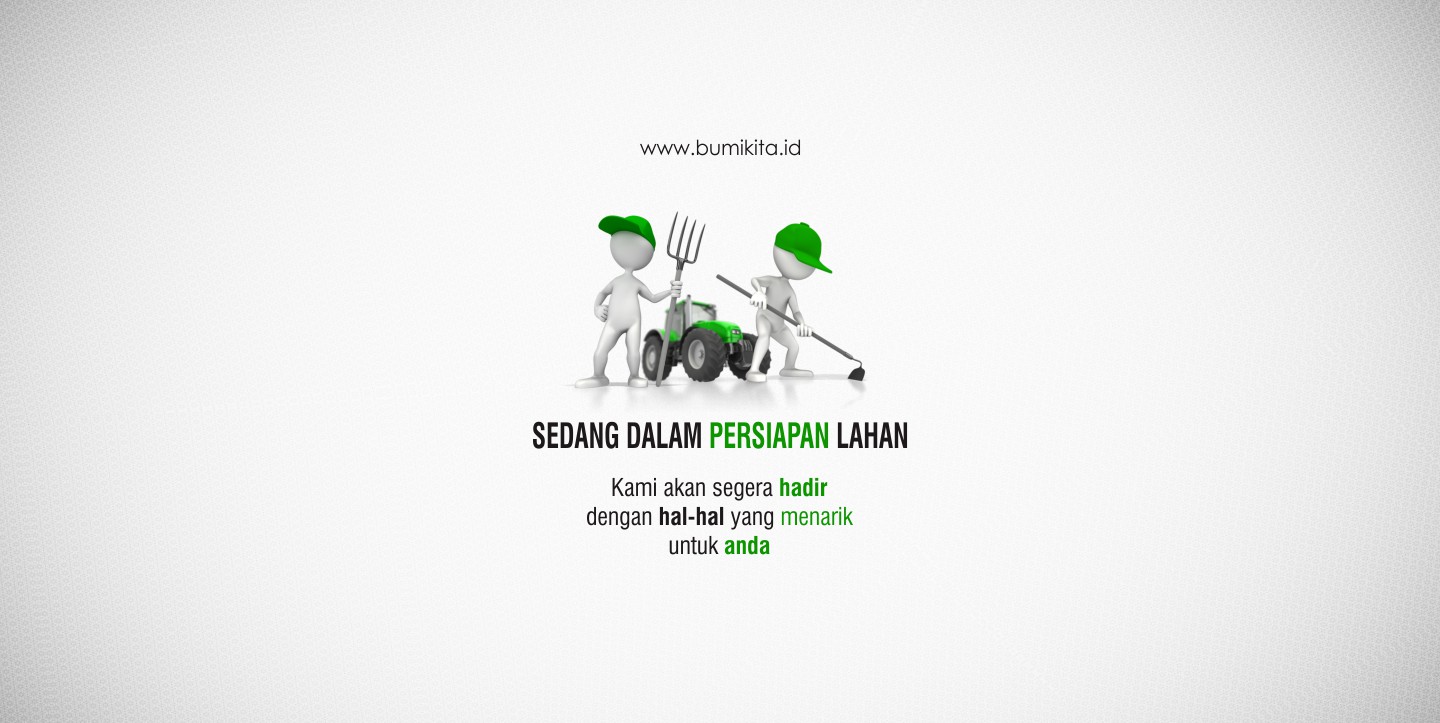 www.bumikita.id
SEDANG DALAM PERSIAPAN LAHAN
Kami akan segera hadir
dengan hal-hal yang menarik
untuk anda